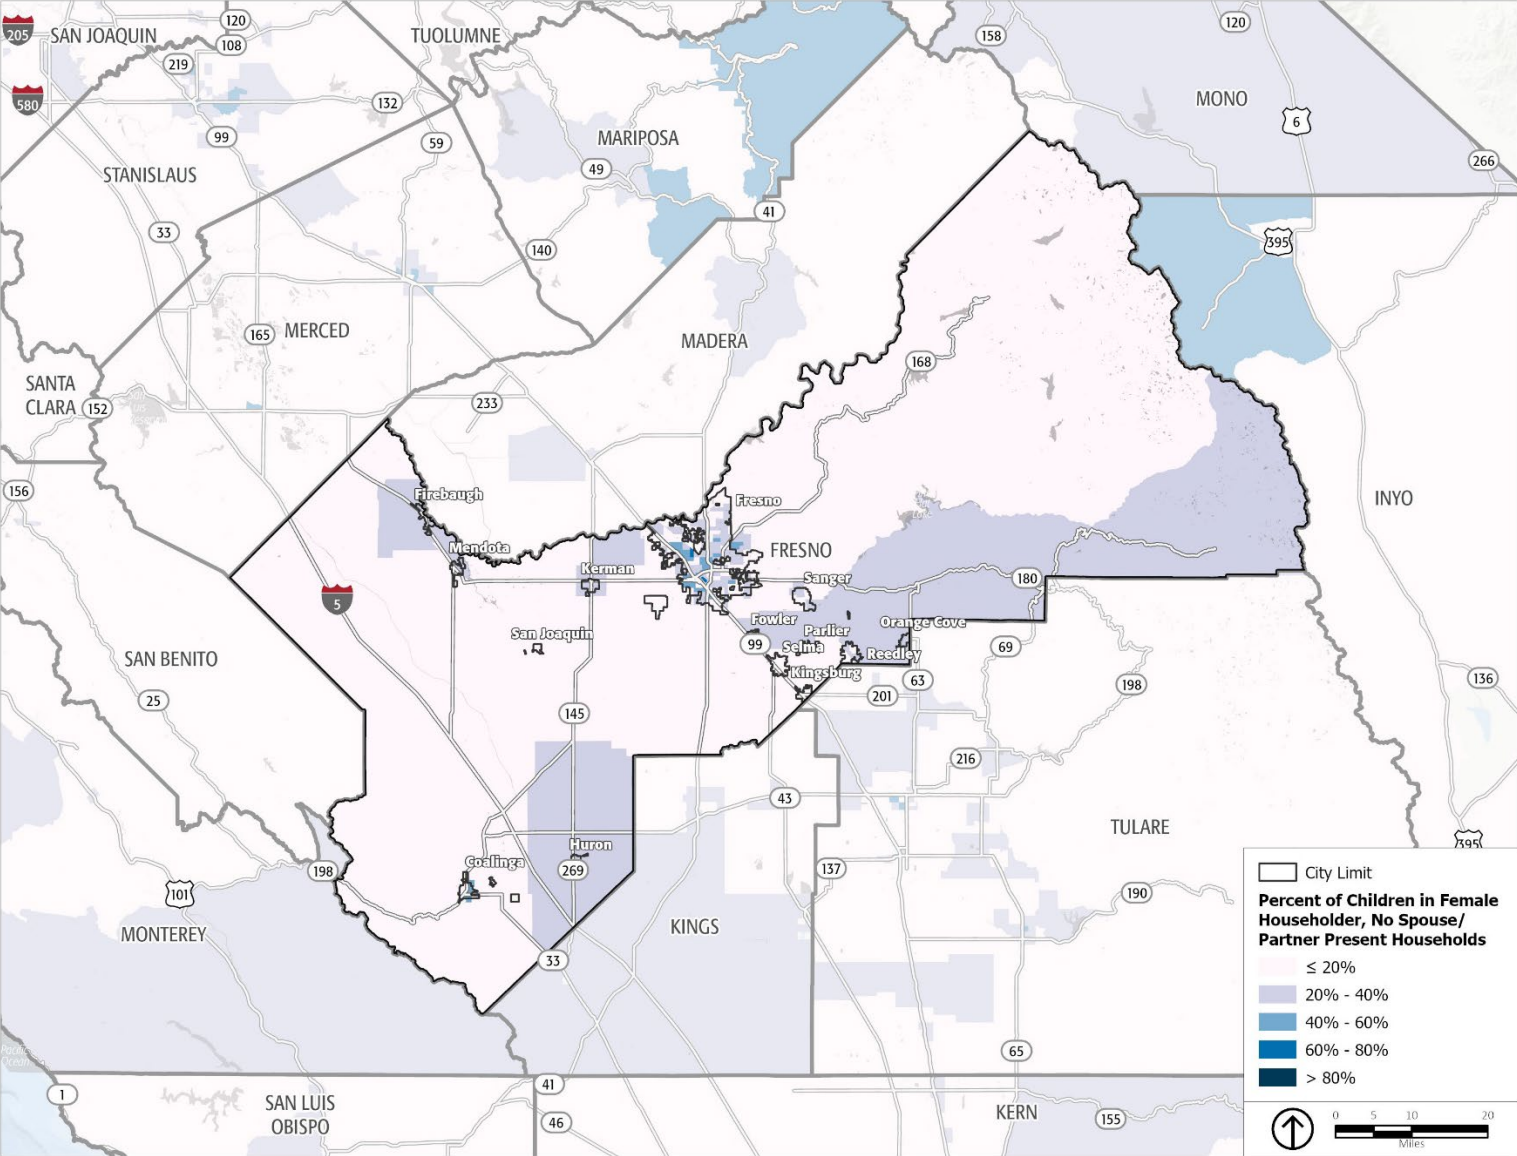 120
205
SAN JOAQUIN
108
TUOLUMNE
158
120
219
580
132
MONO
6
99
59
MARIPOSA
266
STANISLAUS
49
41
33
140
395
165
MERCED
MADERA
168
SANTA
CLARA
152
233
156
Firebaugh
Fresno
INYO
Mendota
FRESNO
Kerman
Sanger
180
5
Fowler
Orange Cove
San Joaquin
Parlier
99
Selma
69
Reedley
SAN BENITO
Kingsburg
63
198
136
25
201
145
216
43
TULARE
Huron
395
Coalinga
198
269
137
101
190
KINGS
MONTEREY
33
65
Pacific
Ocean
41
1
SAN LUIS
OBISPO
46
KERN
155
City Limit
Percent of Children in Female
Householder, No Spouse/
Partner Present Households
≤ 20%
20% - 40%
40% - 60%
60% - 80%
> 80%
0 5 10 20
Miles